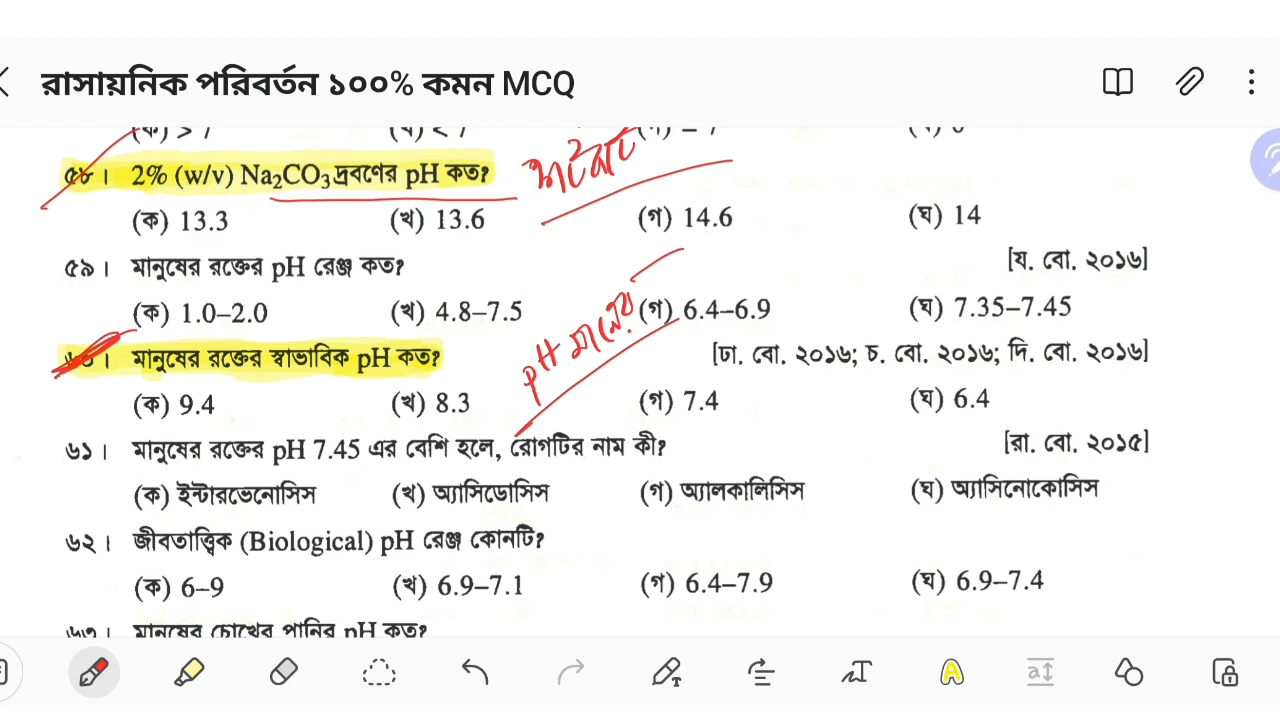 রাসায়নিক পরিবর্তন ১০০% কমন MCQ
৫৮। 2% (w/v) Na₂CO₃ দ্রবণের pH কত?
(ক) 13.3 (খ) 13.6 (গ) 14.6 (ঘ) 14
৫৯। মানুষের রক্তের pH রেঞ্জ কত? [য. বো. ২০১৬]
(ক) 1.0–2.0 (খ) 4.8–7.5 (গ) 6.4–6.9 (ঘ) 7.35–7.45
৬০। মানুষের রক্তের স্বাভাবিক pH কত? [ঢা. বো. ২০১৬; চ. বো. ২০১৬; দি. বো. ২০১৬]
(ক) 9.4 (খ) 8.3 (গ) 7.4 (ঘ) 6.4
৬১। মানুষের রক্তের pH 7.45 এর বেশি হলে, রোগটির নাম কী? [রা. বো. ২০১৫]
(ক) ইন্টারভেনোসিস (খ) অ্যাসিডোসিস (গ) অ্যালকালিসিস (ঘ) অ্যাসিনোকোসিস
৬২। জীবতাত্ত্বিক (Biological) pH রেঞ্জ কোনটি?
(ক) 6–9 (খ) 6.9–7.1 (গ) 6.4–7.9 (ঘ) 6.9–7.4
৬৩। মানুষের চোখের পানির pH কত?